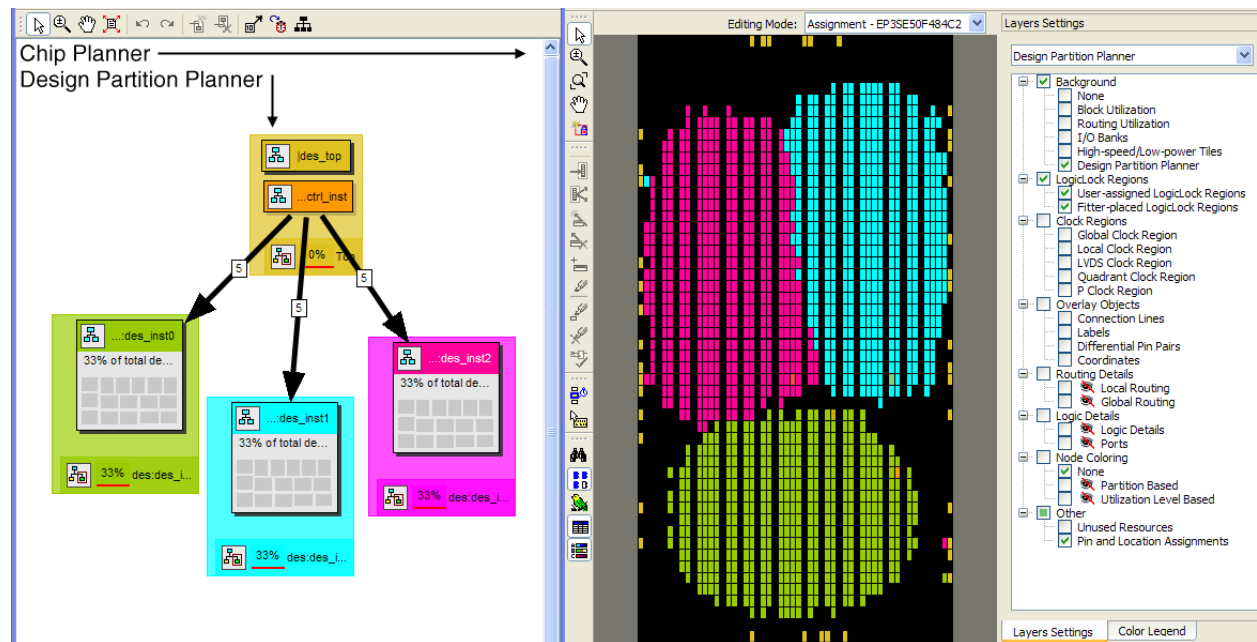 Chip Planner
Design Partition Planner
|des_top
...ctrl_inst
0%
5
5
5
...:des_inst0
33% of total de...
33% des:des_i...
...:des_inst1
33% of total de...
33% des:des_i...
...:des_inst2
33% of total de...
33% des:des_i...
Editing Mode: Assignment - EP3SE50F484C2
Layers Settings
Design Partition Planner
Background
None
Block Utilization
Routing Utilization
I/O Banks
High-speed/Low-power Tiles
Design Partition Planner
LogicLock Regions
User-assigned LogicLock Regions
Fitter-placed LogicLock Regions
Clock Regions
Global Clock Region
Local Clock Region
LVDS Clock Region
Quadrant Clock Region
P Clock Region
Overlay Objects
Connection Lines
Labels
Differential Pin Pairs
Coordinates
Routing Details
Local Routing
Global Routing
Logic Details
Logic Details
Ports
Node Coloring
None
Partition Based
Utilization Level Based
Other
Unused Resources
Pin and Location Assignments
Layers Settings
Color Legend